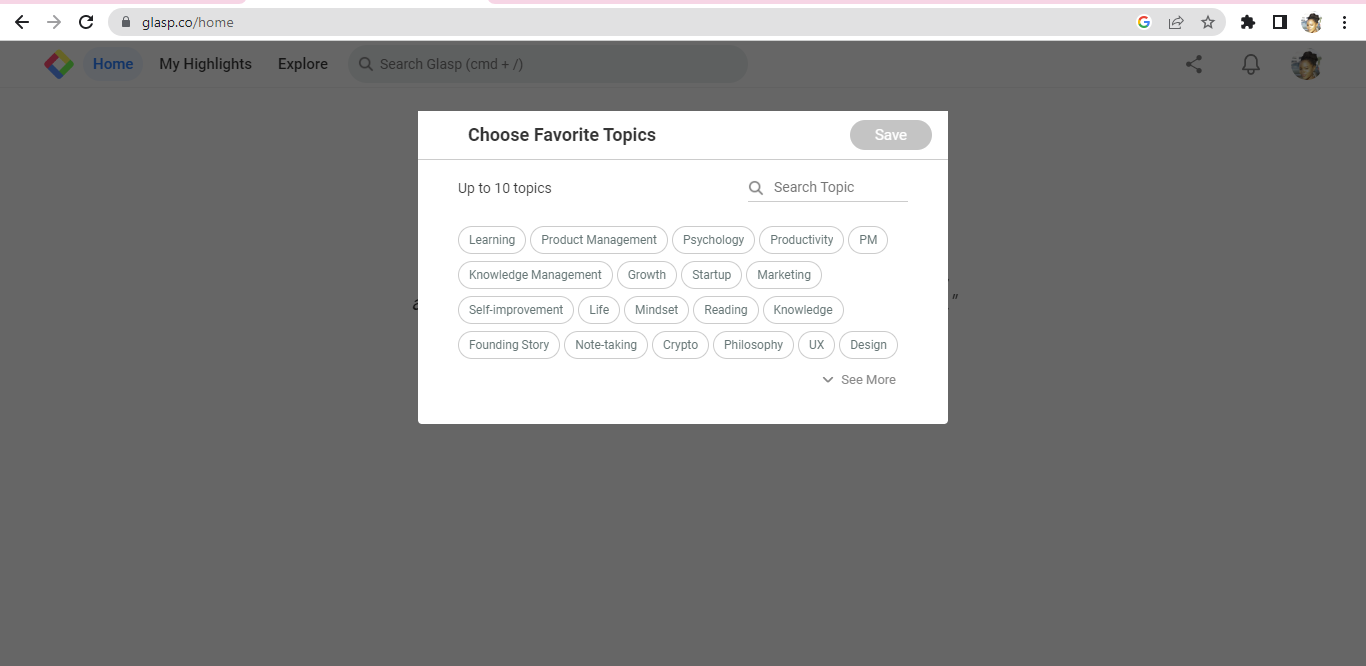 glasp.co/home
Home My Highlights Explore Search Glasp (cmd + /)
Choose Favorite Topics Save
Up to 10 topics Search Topic
Learning Product Management Psychology Productivity PM
Knowledge Management Growth Startup Marketing
Self-improvement Life Mindset Reading Knowledge
Founding Story Note-taking Crypto Philosophy UX Design
See More